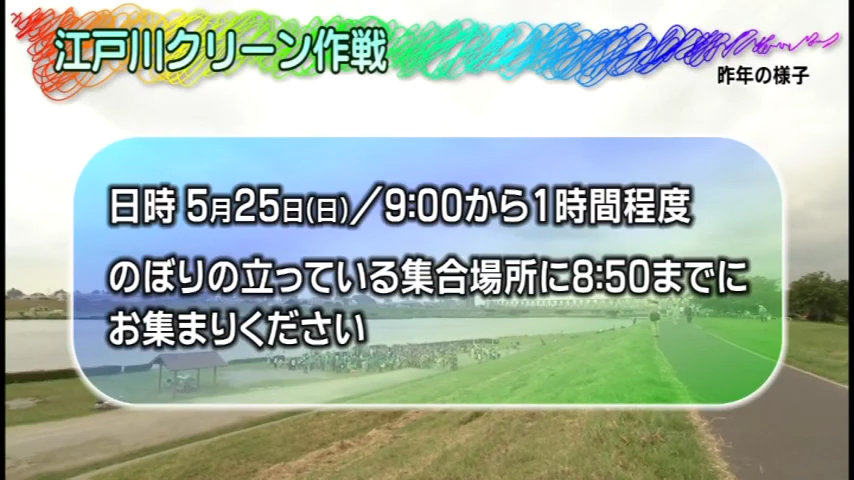 江戸川クリーン作戦
昨年の様子
日時 5月25日(日)／9:00から1時間程度
のぼりの立っている集合場所に8:50までに
お集まりください